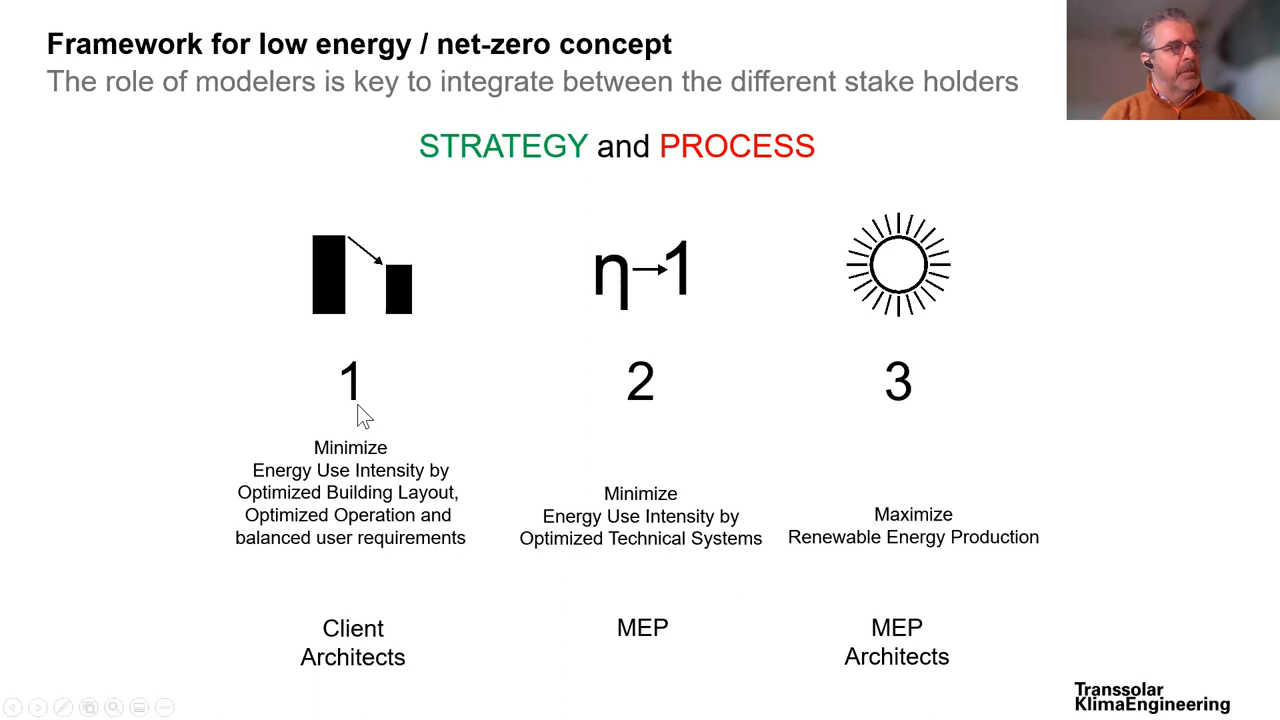 Framework for low energy / net-zero concept
The role of modelers is key to integrate between the different stake holders
STRATEGY and PROCESS
η→1
1
2
3
Minimize
Energy Use Intensity by
Optimized Building Layout,
Optimized Operation and
balanced user requirements
Minimize
Energy Use Intensity by
Optimized Technical Systems
Maximize
Renewable Energy Production
Client
Architects
MEP
MEP
Architects
Transsolar
KlimaEngineering